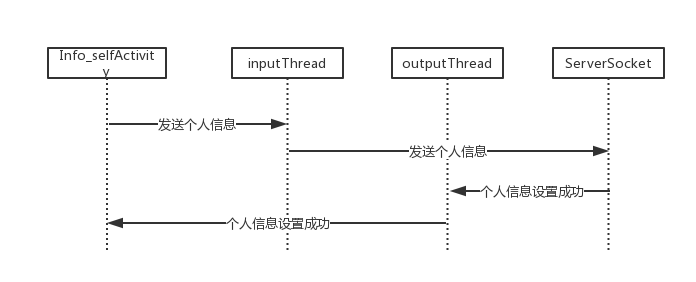 Info_selfActivit
y
inputThread
outputThread
ServerSocket
发送个人信息
发送个人信息
个人信息设置成功
个人信息设置成功